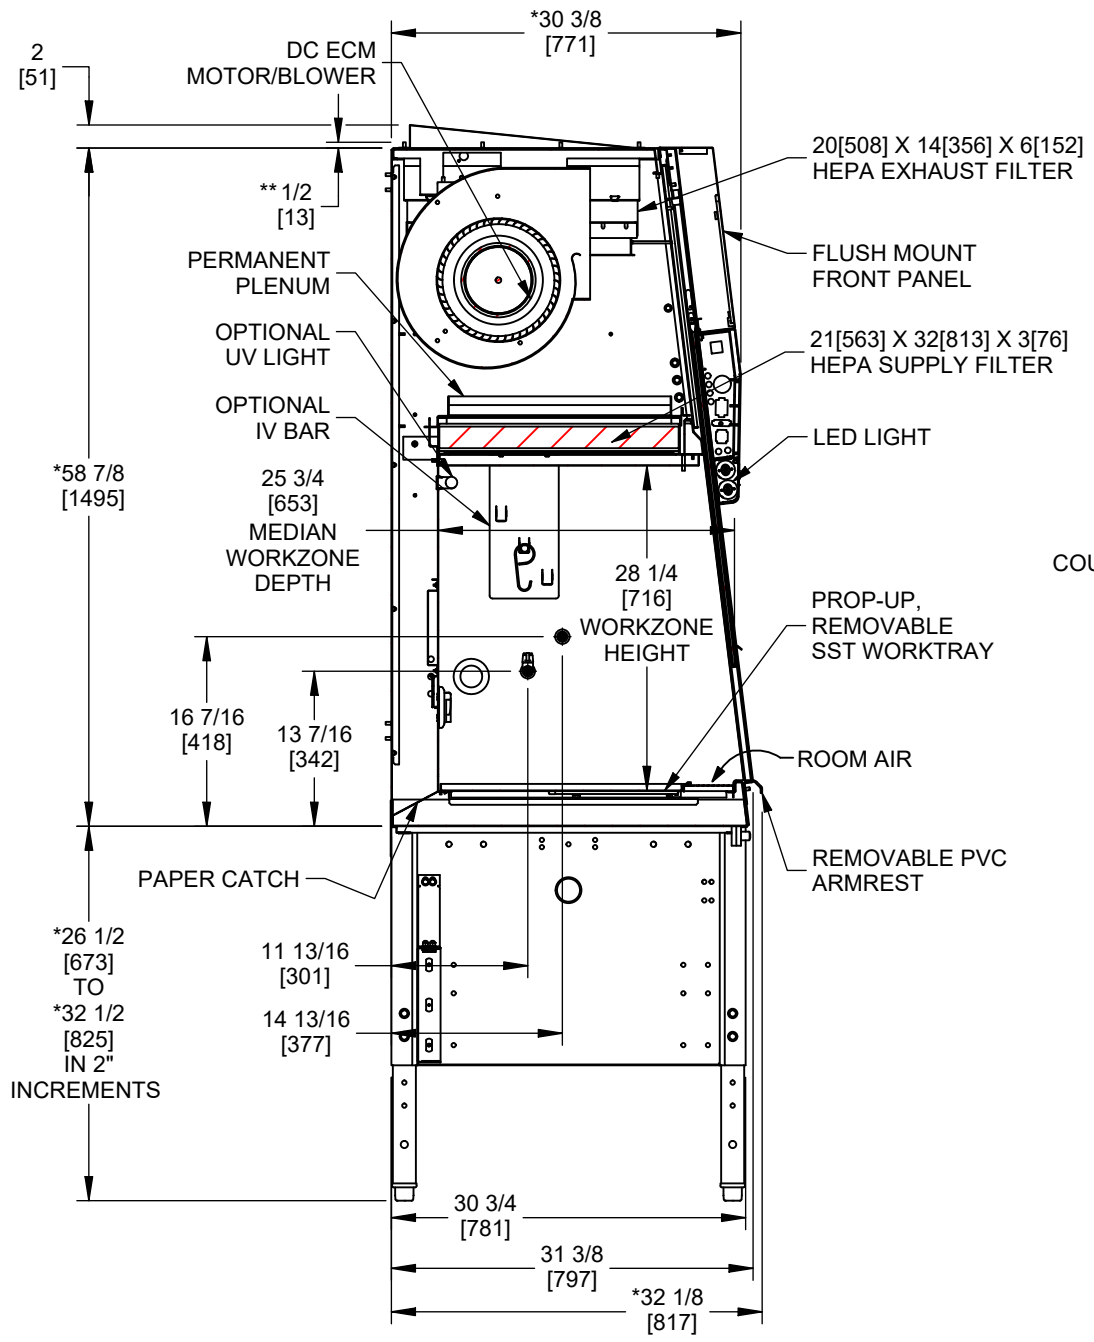 *30 3/8
[771]
2
[51]
DC ECM
MOTOR/BLOWER
20[508] X 14[356] X 6[152]
HEPA EXHAUST FILTER
** 1/2
[13]
FLUSH MOUNT
FRONT PANEL
PERMANENT
PLENUM
OPTIONAL
UV LIGHT
21[563] X 32[813] X 3[76]
HEPA SUPPLY FILTER
OPTIONAL
IV BAR
LED LIGHT
*58 7/8
[1495]
25 3/4
[653]
MEDIAN
WORKZONE
DEPTH
COU
28 1/4
[716]
WORKZONE
HEIGHT
PROP-UP,
REMOVABLE
SST WORKTRAY
16 7/16
[418]
13 7/16
[342]
ROOM AIR
PAPER CATCH
REMOVABLE PVC
ARMREST
*26 1/2
[673]
TO
*32 1/2
[825]
IN 2"
INCREMENTS
11 13/16
[301]
14 13/16
[377]
30 3/4
[781]
31 3/8
[797]
*32 1/8
[817]